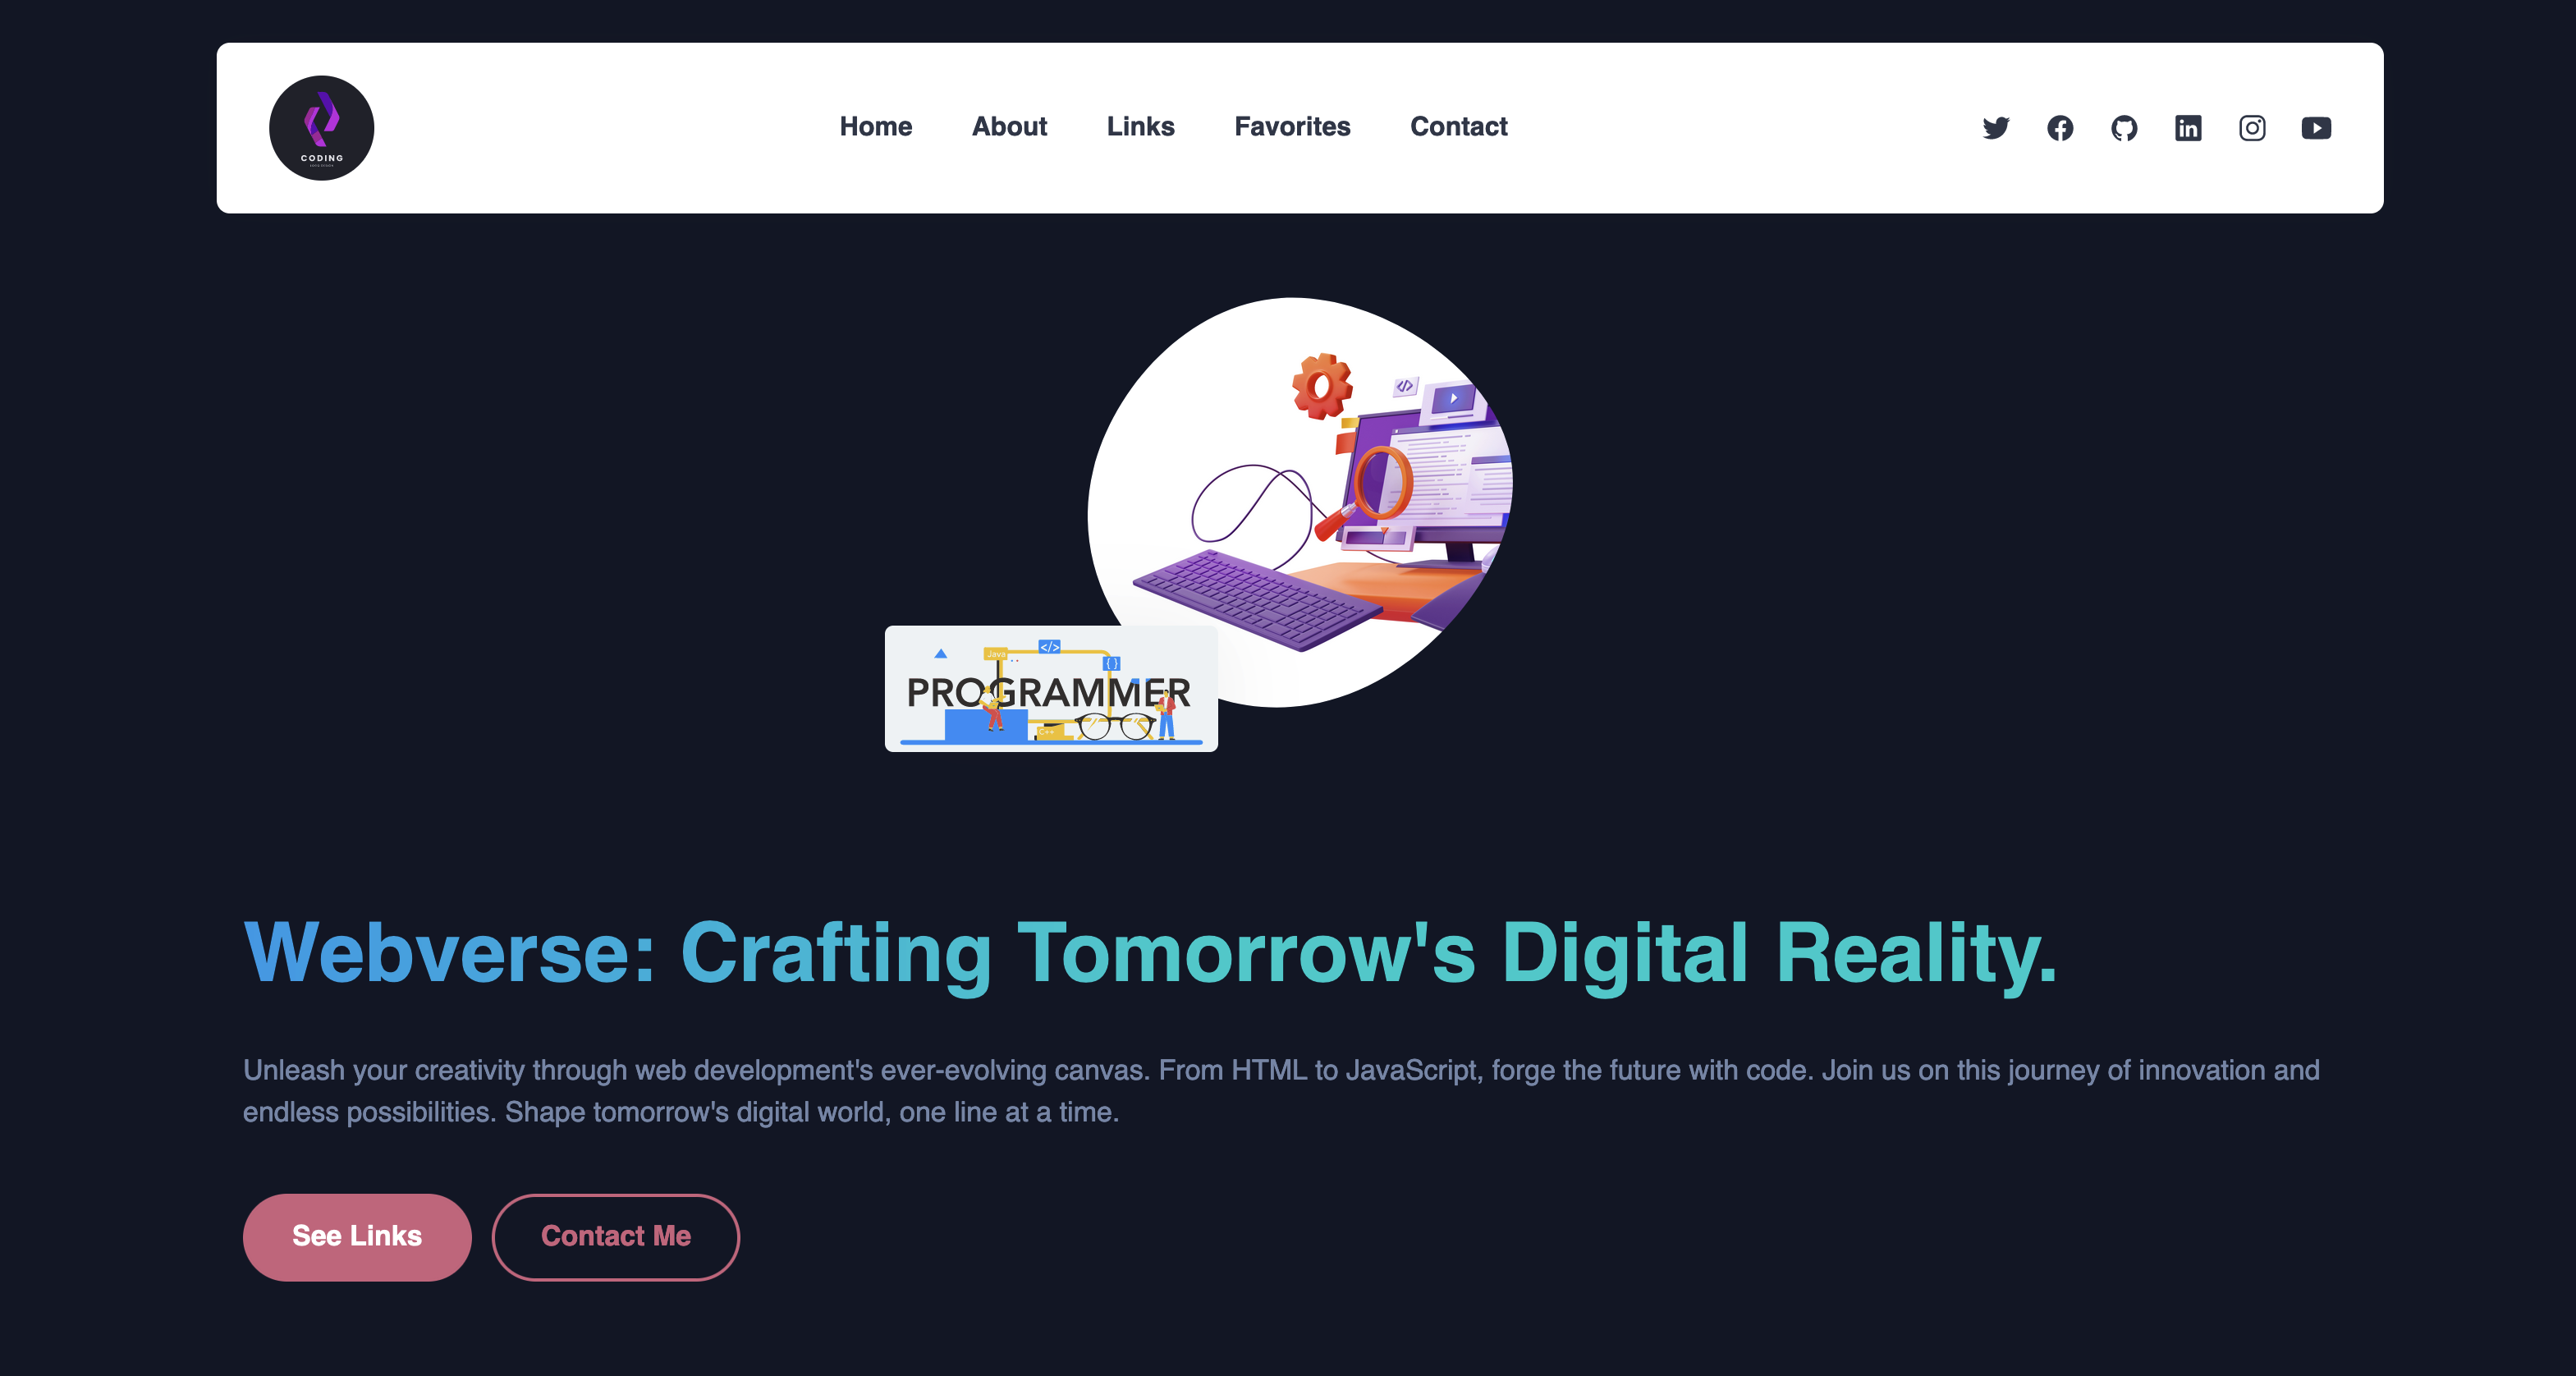 CODING
Home About Links Favorites Contact
</>
Java
</>
{ }
PROGRAMMER
C++
Webverse: Crafting Tomorrow's Digital Reality.
Unleash your creativity through web development's ever-evolving canvas. From HTML to JavaScript, forge the future with code. Join us on this journey of innovation and
endless possibilities. Shape tomorrow's digital world, one line at a time.
See Links Contact Me